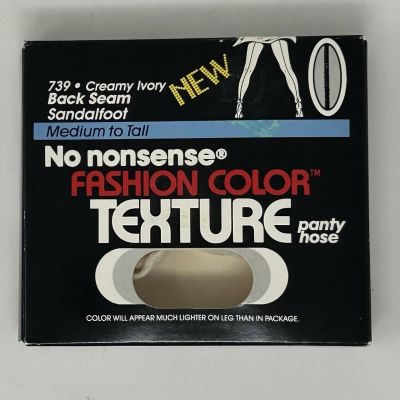 739 • Creamy Ivory
Back Seam
Sandalfoot
NEW
Medium to Tall
No nonsense®
FASHION COLOR™
TEXTURE panty hose
COLOR WILL APPEAR MUCH LIGHTER ON LEG THAN IN PACKAGE.